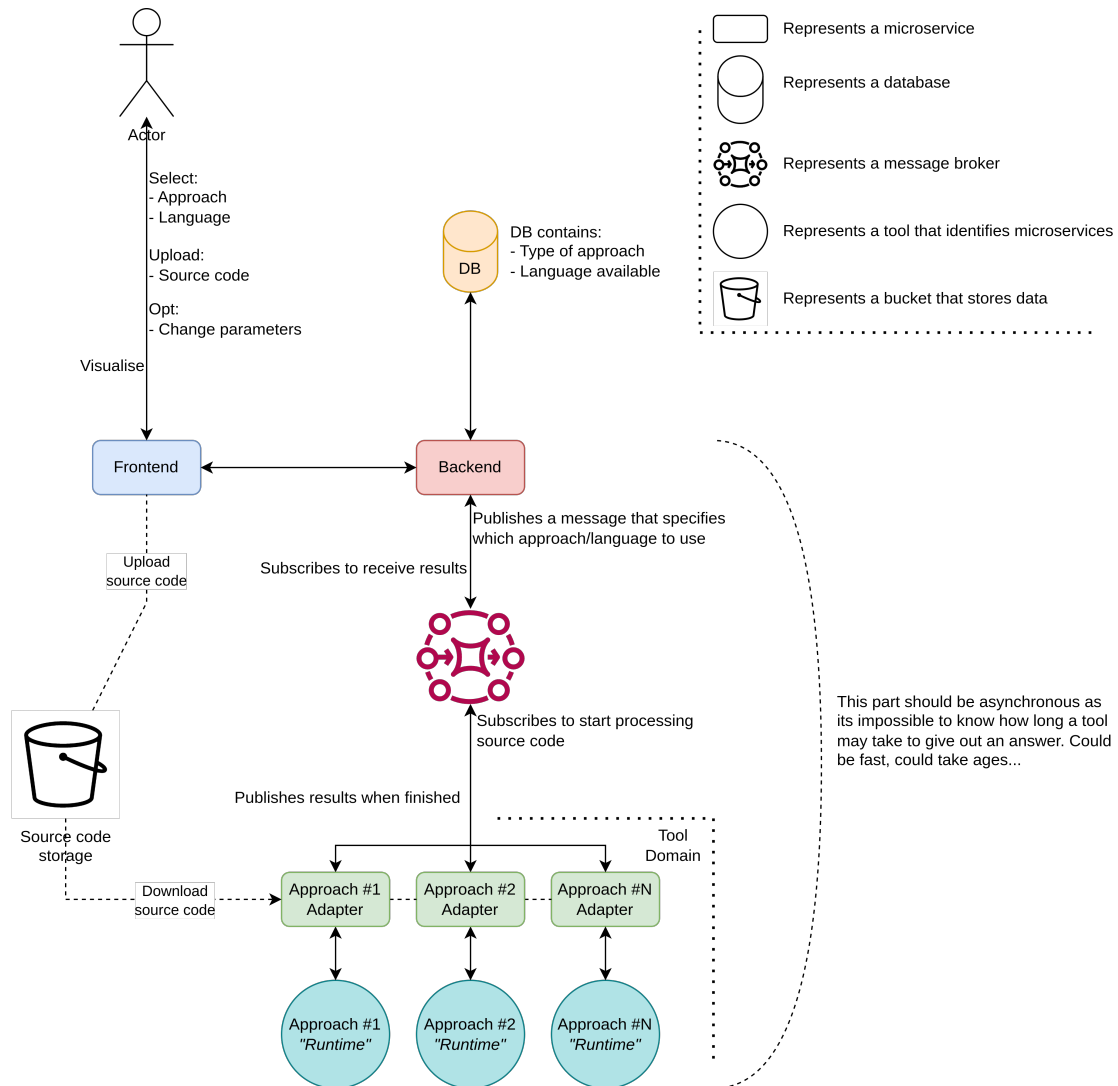 Represents a microservice
Represents a database
Represents a message broker
Represents a tool that identifies microservices
Represents a bucket that stores data
Actor
Select:
- Approach
- Language
Upload:
- Source code
Opt:
- Change parameters
Visualise
DB
DB contains:
- Type of approach
- Language available
Frontend
Backend
Publishes a message that specifies
which approach/language to use
Subscribes to receive results
Upload
source code
Subscribes to start processing
source code
Publishes results when finished
This part should be asynchronous as
its impossible to know how long a tool
may take to give out an answer. Could
be fast, could take ages...
Source code
storage
Tool
Domain
Download
source code
Approach #1
Adapter
Approach #2
Adapter
Approach #N
Adapter
Approach #1
"Runtime"
Approach #2
"Runtime"
Approach #N
"Runtime"